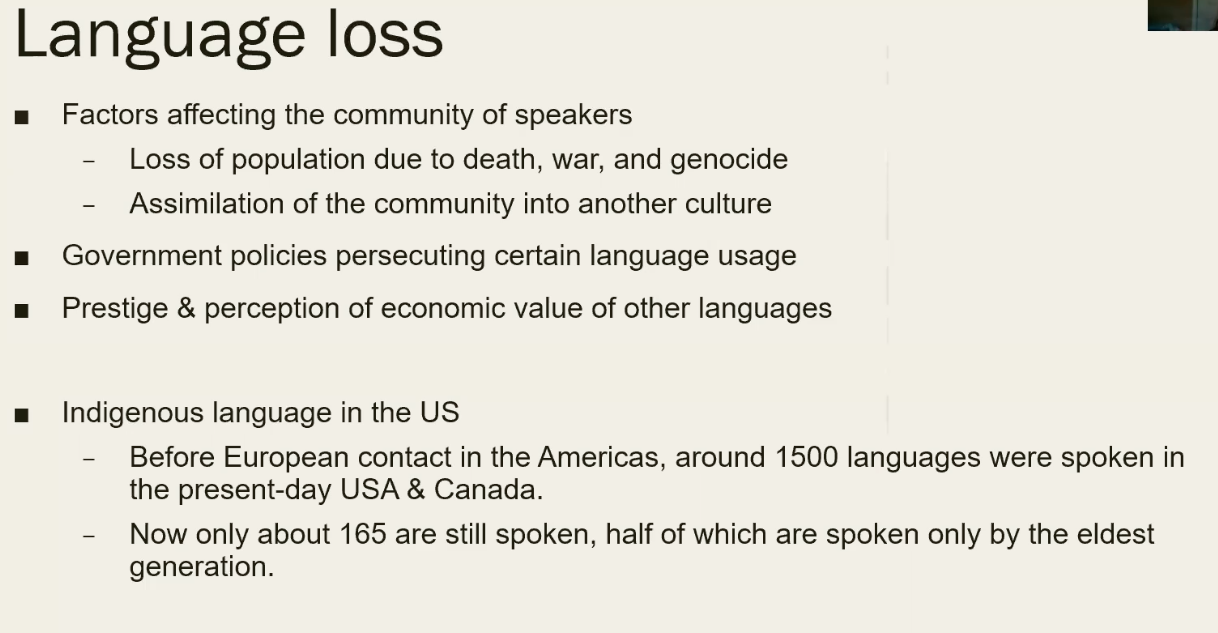 Language loss
■ Factors affecting the community of speakers
– Loss of population due to death, war, and genocide
– Assimilation of the community into another culture
■ Government policies persecuting certain language usage
■ Prestige & perception of economic value of other languages
■ Indigenous language in the US
– Before European contact in the Americas, around 1500 languages were spoken in
the present-day USA & Canada.
– Now only about 165 are still spoken, half of which are spoken only by the eldest
generation.